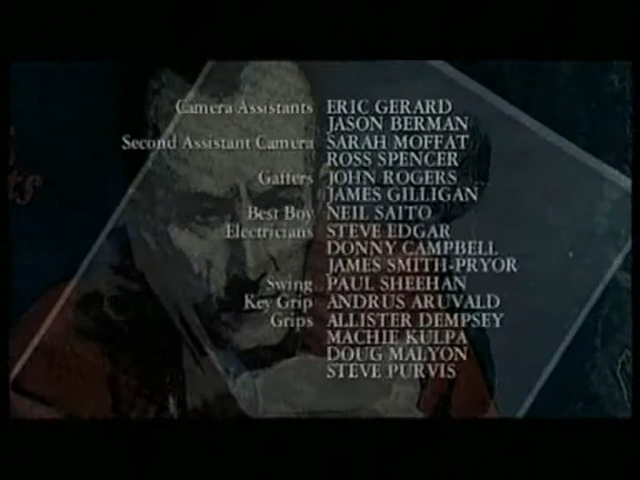 Camera Assistants ERIC GERARD
JASON BERMAN
Second Assistant Camera SARAH MOFFAT
ROSS SPENCER
Gaffers JOHN ROGERS
JAMES GILLIGAN
Best Boy NEIL SAITO
Electricians STEVE EDGAR
DONNY CAMPBELL
JAMES SMITH-PRYOR
Swing PAUL SHEEHAN
Key Grip ANDRUS ARUVALD
Grips ALLISTER DEMPSEY
MACHIE KULPA
DOUG MALYON
STEVE PURVIS